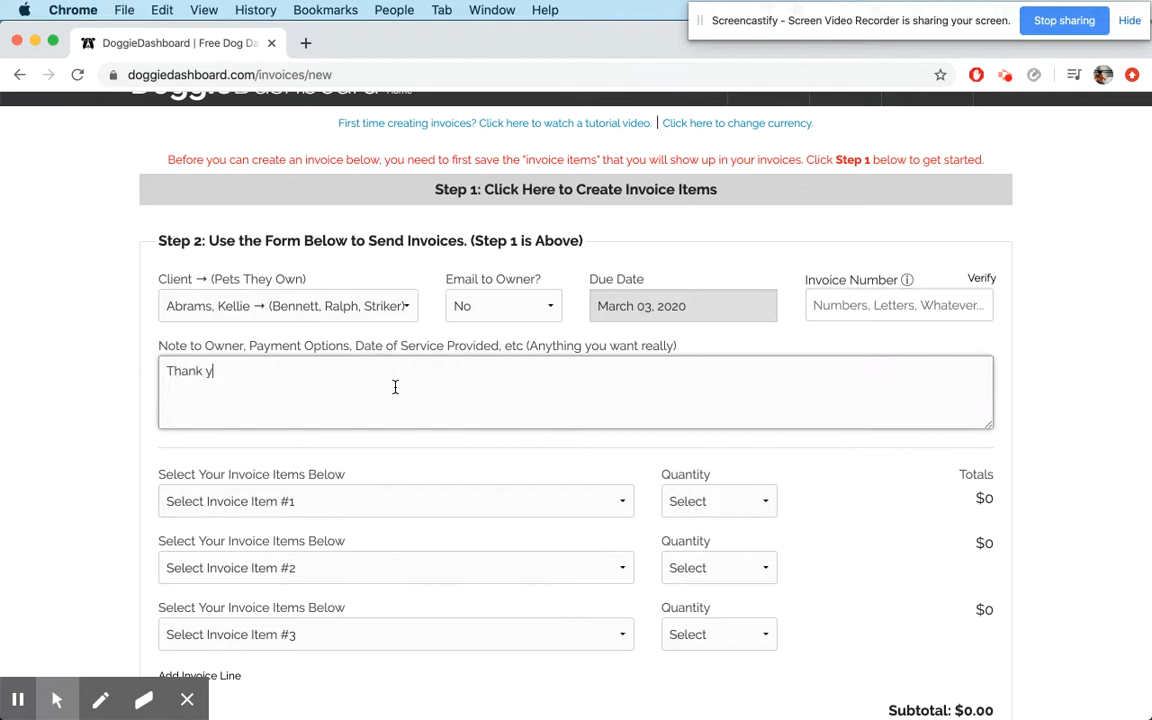 Chrome File Edit View History Bookmarks People Tab Window Help
Screencastify - Screen Video Recorder is sharing your screen. Stop sharing Hide
DoggieDashboard | Free Dog Da
doggiedashboard.com/invoices/new
DoggieDashboard Home
First time creating invoices? Click here to watch a tutorial video. | Click here to change currency.
Before you can create an invoice below, you need to first save the "invoice items" that you will show up in your invoices. Click Step 1 below to get started.
Step 1: Click Here to Create Invoice Items
Step 2: Use the Form Below to Send Invoices. (Step 1 is Above)
Client → (Pets They Own) Email to Owner? Due Date Invoice Number Verify
Abrams, Kellie → (Bennett, Ralph, Striker) No March 03, 2020 Numbers, Letters, Whatever...
Note to Owner, Payment Options, Date of Service Provided, etc (Anything you want really)
Thank y
Select Your Invoice Items Below Quantity Totals
Select Invoice Item #1 Select $0
Select Your Invoice Items Below Quantity
Select Invoice Item #2 Select $0
Select Your Invoice Items Below Quantity
Select Invoice Item #3 Select $0
Add Invoice Line
Subtotal: $0.00